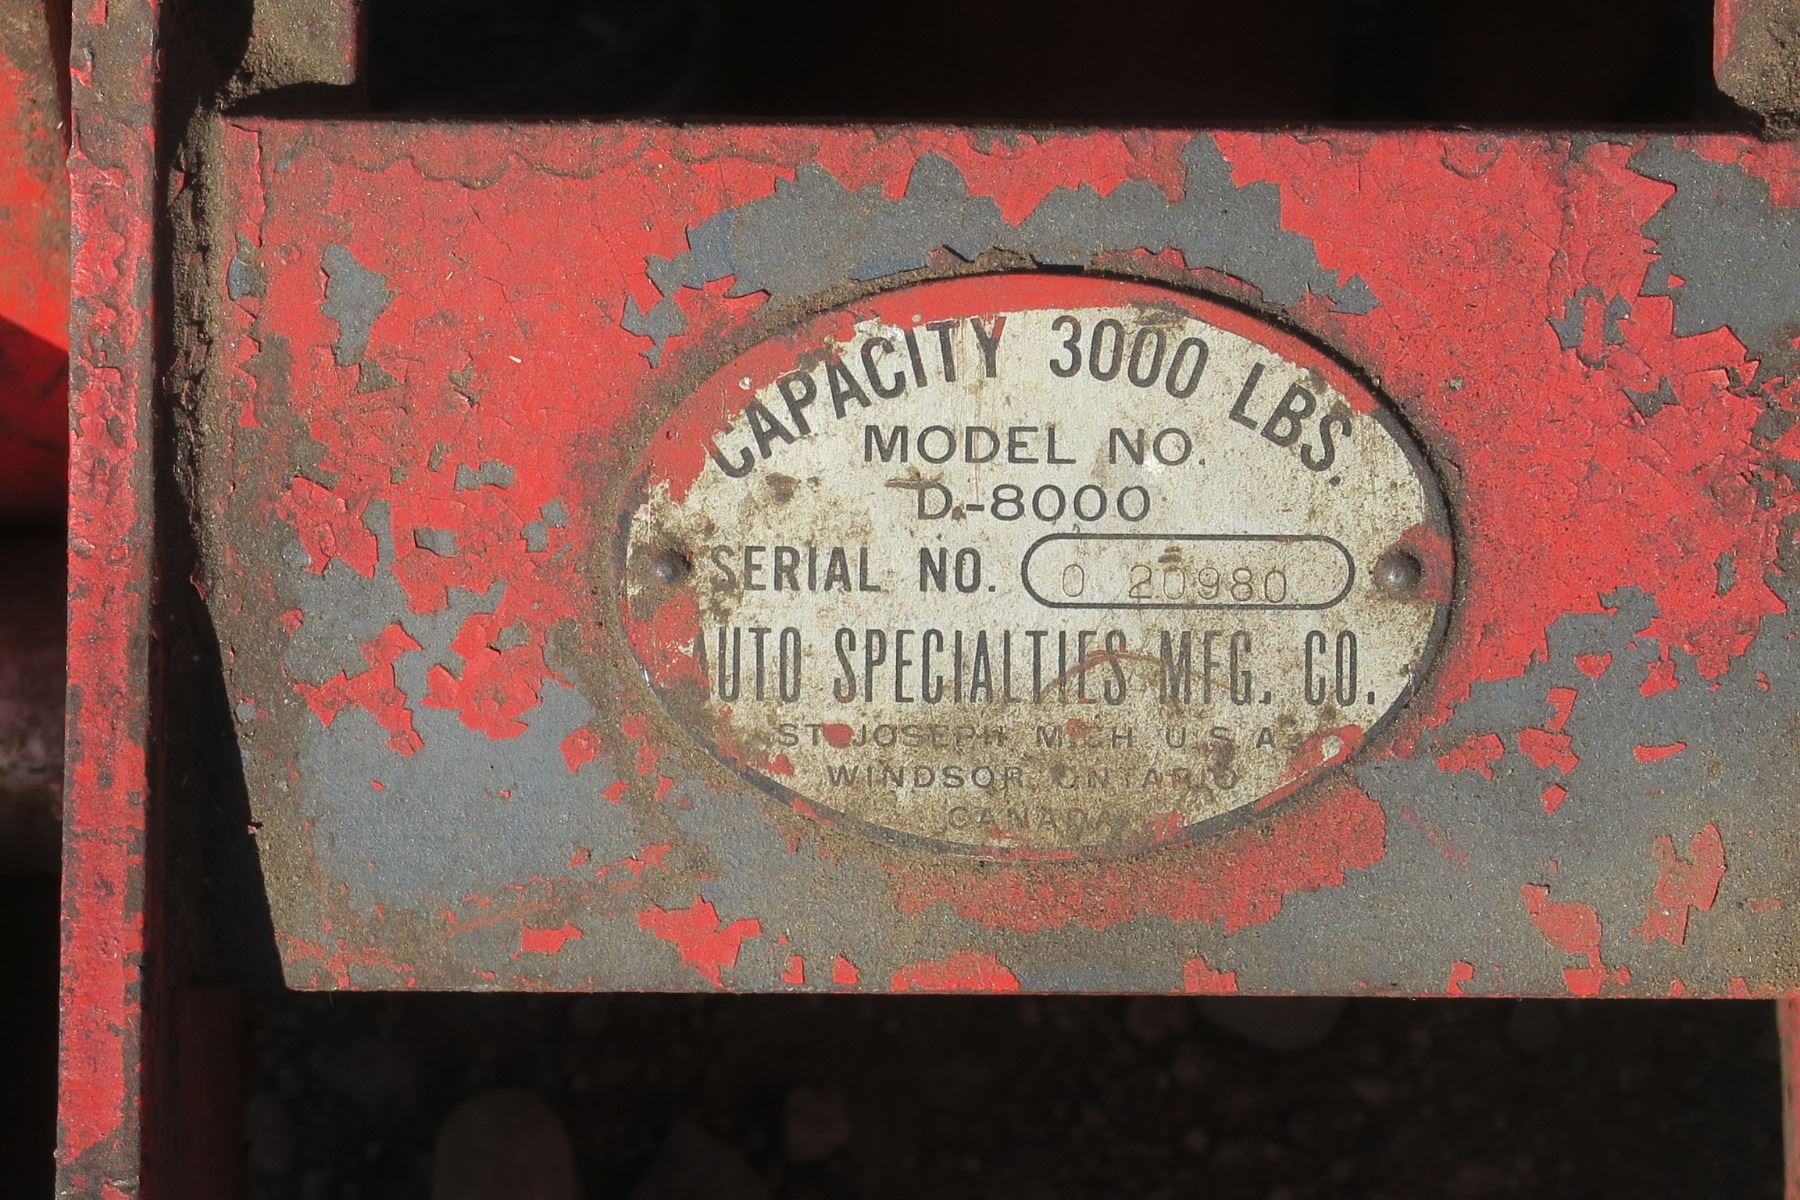 CAPACITY 3000 LBS.
MODEL NO.
D-8000
SERIAL NO. 0 20980
AUTO SPECIALTIES MFG. CO.
ST. JOSEPH MICH U.S.A.
WINDSOR ONTARIO
CANADA